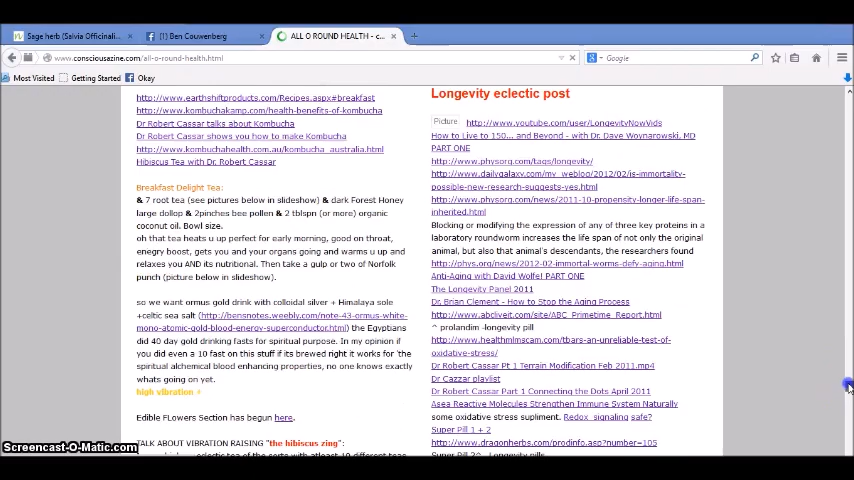 Sage herb (Salvia Officinali...
(1) Ben Couwenberg
ALL O ROUND HEALTH - c...
www.consciousazine.com/all-o-round-health.html
Google
Most Visited
Getting Started
Okay
http://www.earthshiftproducts.com/Recipes.aspx#breakfast
http://www.kombuchakamp.com/health-benefits-of-kombucha
Dr Robert Cassar talks about Kombucha
Dr Robert Cassar shows you how to make Kombucha
http://www.kombuchahealth.com.au/kombucha_australia.html
Hibiscus Tea with Dr. Robert Cassar
Breakfast Delight Tea:
& 7 root tea (see pictures below in slideshow) & dark Forest Honey
large dollop & 2pinches bee pollen & 2 tblspn (or more) organic
coconut oil. Bowl size.
oh that tea heats u up perfect for early morning, good on throat,
enegry boost, gets you and your organs going and warms u up and
relaxes you AND its nutritional. Then take a gulp or two of Norfolk
punch (picture below in slideshow).
so we want ormus gold drink with colloidal silver + Himalaya sole
+celtic sea salt (http://bensnotes.weebly.com/note-43-ormus-white-
mono-atomic-gold-blood-energy-superconductor.html) the Egyptians
did 40 day gold drinking fasts for spiritual purpose. In my opinion if
you did even a 10 fast on this stuff if its brewed right it works for 'the
spiritual alchemical blood enhancing properties, no one knows exactly
whats going on yet.
high vibration ÷
Edible FLowers Section has begun here.
TALK ABOUT VIBRATION RAISING "the hibiscus zing":
Longevity eclectic post
Picture
http://www.youtube.com/user/LongevityNowVids
How to Live to 150... and Beyond - with Dr. Dave Woynarowski, MD
PART ONE
http://www.physorg.com/tags/longevity/
http://www.dailygalaxy.com/my_weblog/2012/02/is-immortality-
possible-new-research-suggests-yes.html
http://www.physorg.com/news/2011-10-propensity-longer-life-span-
inherited.html
Blocking or modifying the expression of any of three key proteins in a
laboratory roundworm increases the life span of not only the original
animal, but also that animal's descendants, the researchers found
http://phys.org/news/2012-02-immortal-worms-defy-aging.html
Anti-Aging with David Wolfe! PART ONE
The Longevity Panel 2011
Dr. Brian Clement - How to Stop the Aging Process
http://www.abcliveit.com/site/ABC_Primetime_Report.html
^ prolandim -longevity pill
http://www.healthmlmscam.com/tbars-an-unreliable-test-of-
oxidative-stress/
Dr Robert Cassar Pt 1 Terrain Modification Feb 2011.mp4
Dr Cazzar playlist
Dr Robert Cassar Part 1 Connecting the Dots April 2011
Asea Reactive Molecules Strengthen Immune System Naturally
some oxidative stress supliment. Redox signaling safe?
Super Pill 1 + 2
http://www.dragonherbs.com/prodinfo.asp?number=105
Super Pill 2^ - Longevity pills
Screencast-O-Matic.com